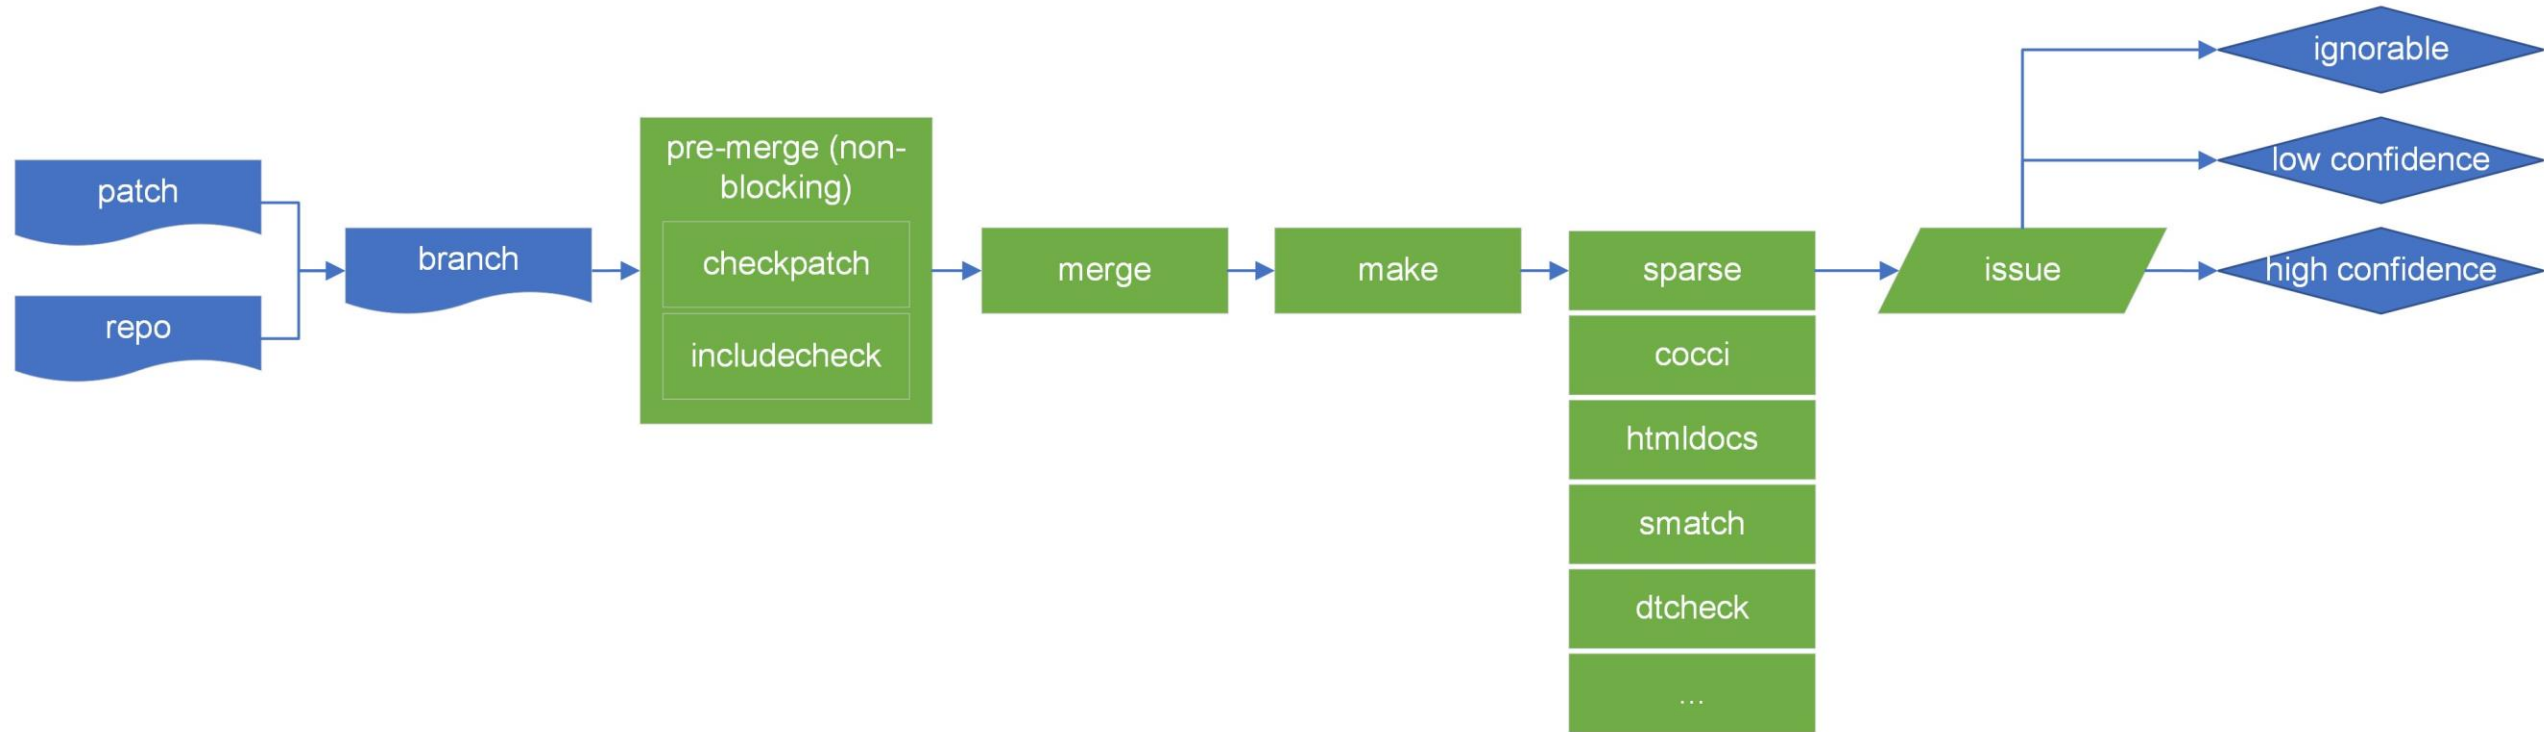 patch
repo
branch
pre-merge (non-
blocking)
checkpatch
includecheck
merge
make
sparse
cocci
htmldocs
smatch
dtcheck
...
issue
ignorable
low confidence
high confidence